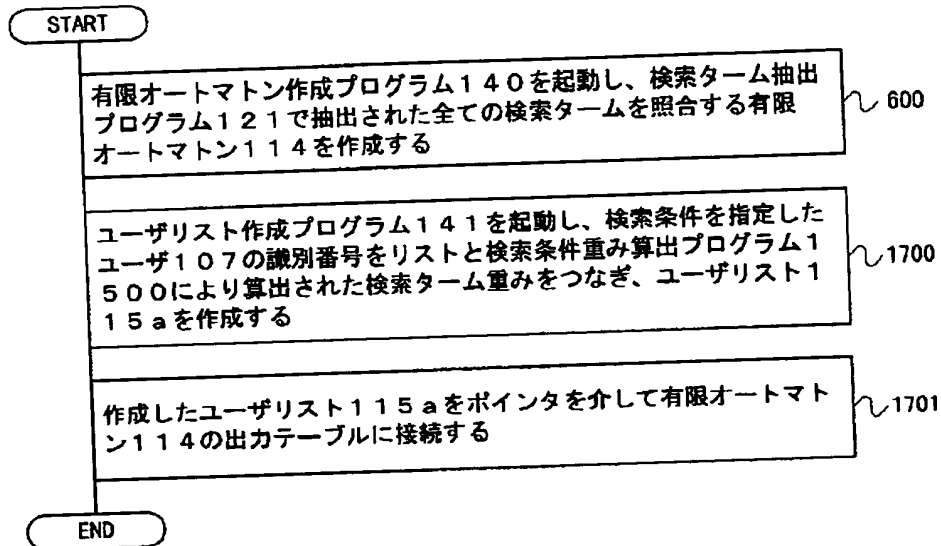 START
有限オートマトン作成プログラム140を起動し、検索ターム抽出
プログラム121で抽出された全ての検索タームを照合する有限
オートマトン114を作成する
600
ユーザリスト作成プログラム141を起動し、検索条件を指定した
ユーザ107の識別番号をリストと検索条件重み算出プログラム1
500により算出された検索ターム重みをつなぎ、ユーザリスト1
15aを作成する
1700
作成したユーザリスト115aをポインタを介して有限オートマト
ン114の出力テーブルに接続する
1701
END